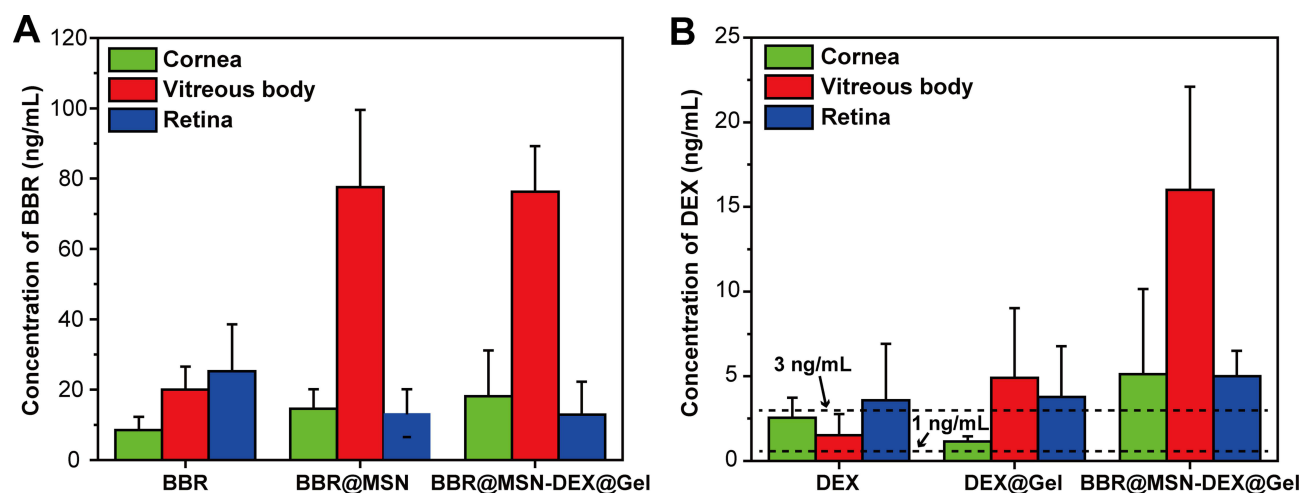 A
Concentration of BBR (ng/mL)
120
100
80
60
40
20
0
Cornea
Vitreous body
Retina
BBR
BBR@MSN
BBR@MSN-DEX@Gel
B
Concentration of DEX (ng/mL)
25
20
15
10
5
0
Cornea
Vitreous body
Retina
3 ng/mL
1 ng/mL
DEX
DEX@Gel
BBR@MSN-DEX@Gel